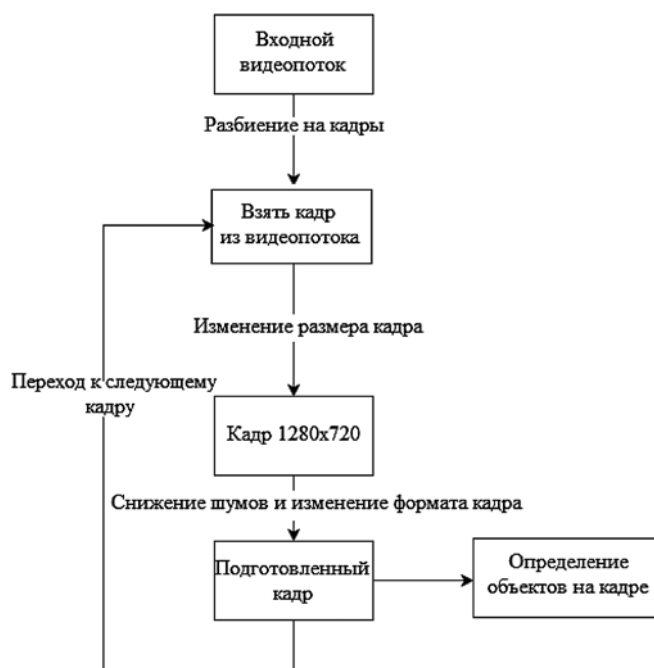 Входной
видеопоток
Разбиение на кадры
Взять кадр
из видеопотока
Изменение размера кадра
Переход к следующему
кадру
Кадр 1280x720
Снижение шумов и изменение формата кадра
Подготовленный
кадр
Определение
объектов на кадре